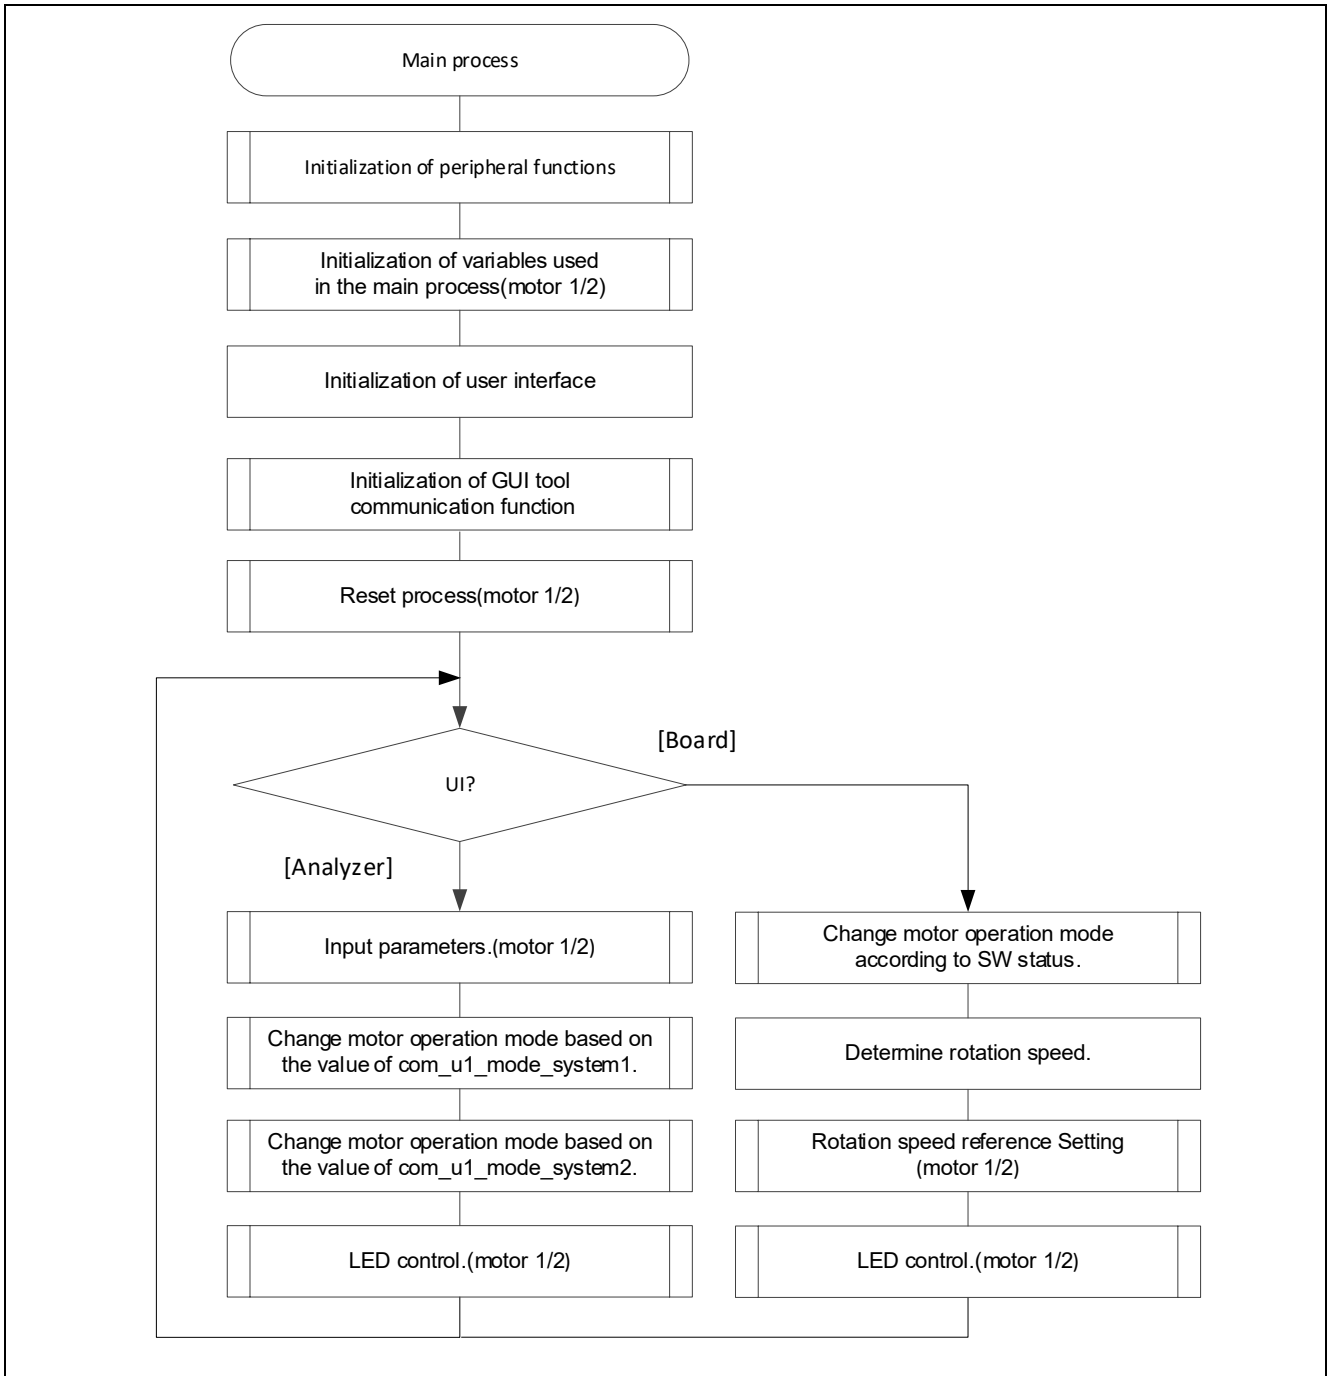 Main process
Initialization of peripheral functions
Initialization of variables used
in the main process(motor 1/2)
Initialization of user interface
Initialization of GUI tool
communication function
Reset process(motor 1/2)
[Board]
UI?
[Analyzer]
Input parameters.(motor 1/2)
Change motor operation mode based on
the value of com_u1_mode_system1.
Change motor operation mode based on
the value of com_u1_mode_system2.
LED control.(motor 1/2)
Change motor operation mode
according to SW status.
Determine rotation speed.
Rotation speed reference Setting
(motor 1/2)
LED control.(motor 1/2)